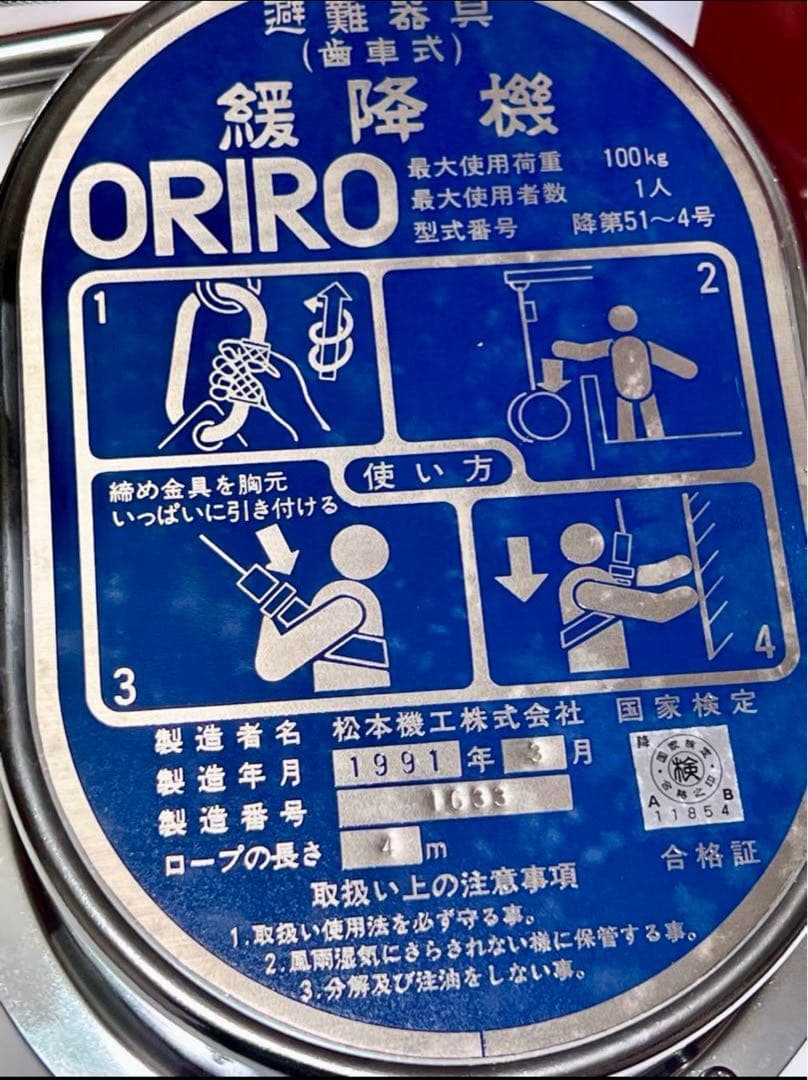 避難器具
(歯車式)
緩降機
ORIRO
最大使用荷重 100kg
最大使用者数 1人
型式番号 降第51～4号
1
2
使い方
締め金具を胸元
いっぱいに引き付ける
3
4
製造者名 松本機工株式会社
製造年月 1991年3月
製造番号 1633
ロープの長さ 4m
国家検定
降
検
A B
11854
合格証
取扱い上の注意事項
1.取扱い使用法を必ず守る事。
2.風雨湿気にさらされない様に保管する事。
3.分解及び注油をしない事。